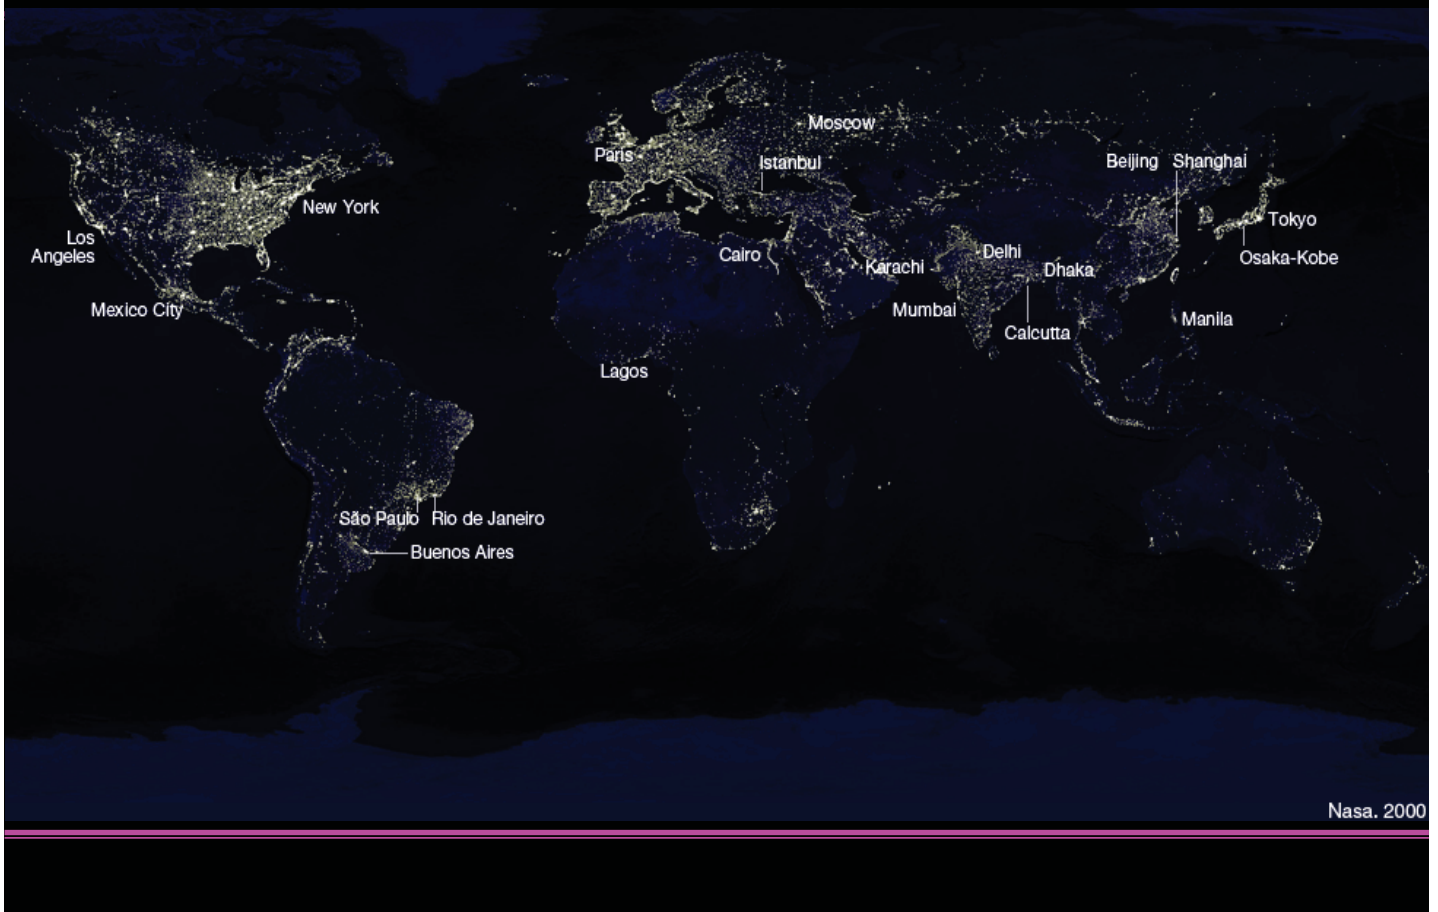 Moscow
Paris
Istanbul
Beijing
Shanghai
New York
Tokyo
Los
Angeles
Cairo
Delhi
Osaka-Kobe
Karachi
Dhaka
Mexico City
Mumbai
Manila
Calcutta
Lagos
São Paulo
Rio de Janeiro
Buenos Aires
Nasa. 2000